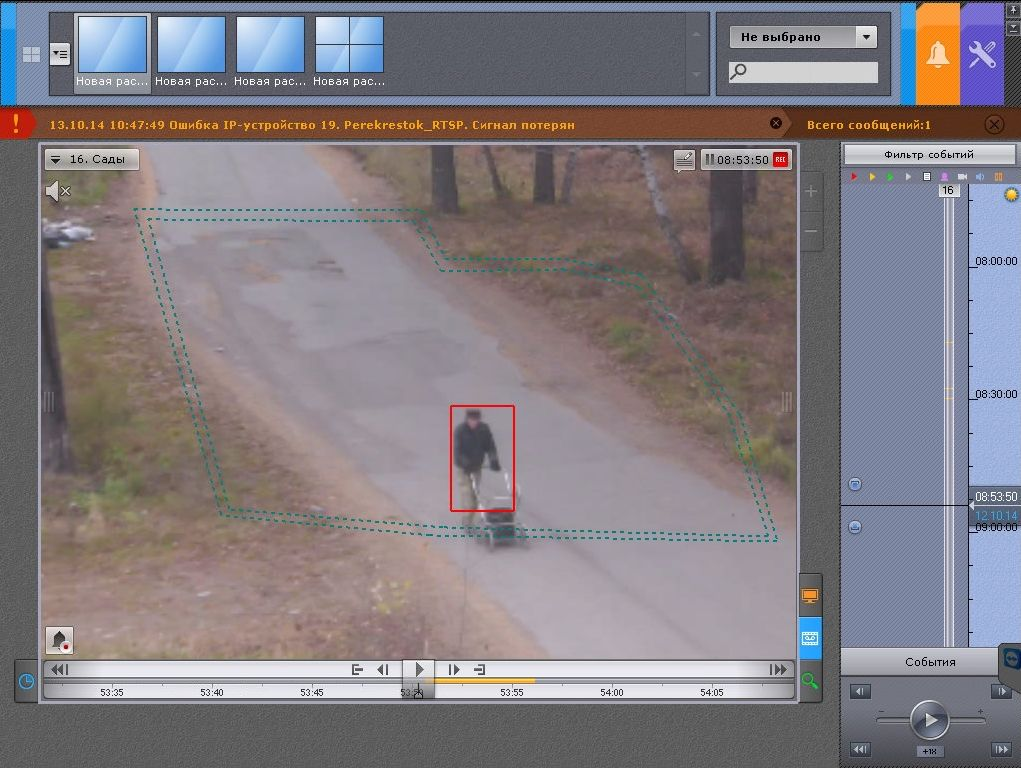 Новая рас... Новая рас... Новая рас... Новая рас...
Не выбрано
! 13.10.14 10:47:49 Ошибка IP-устройство 19. Perekrestok_RTSP. Сигнал потерян
Всего сообщений:1
16. Сады
08:53:50 REC
Фильтр событий
16
08:00:00
08:30:00
08:53:50
12.10.14
09:00:00
События
53:35 53:40 53:45 53:55 54:00 54:05
- +
+1x